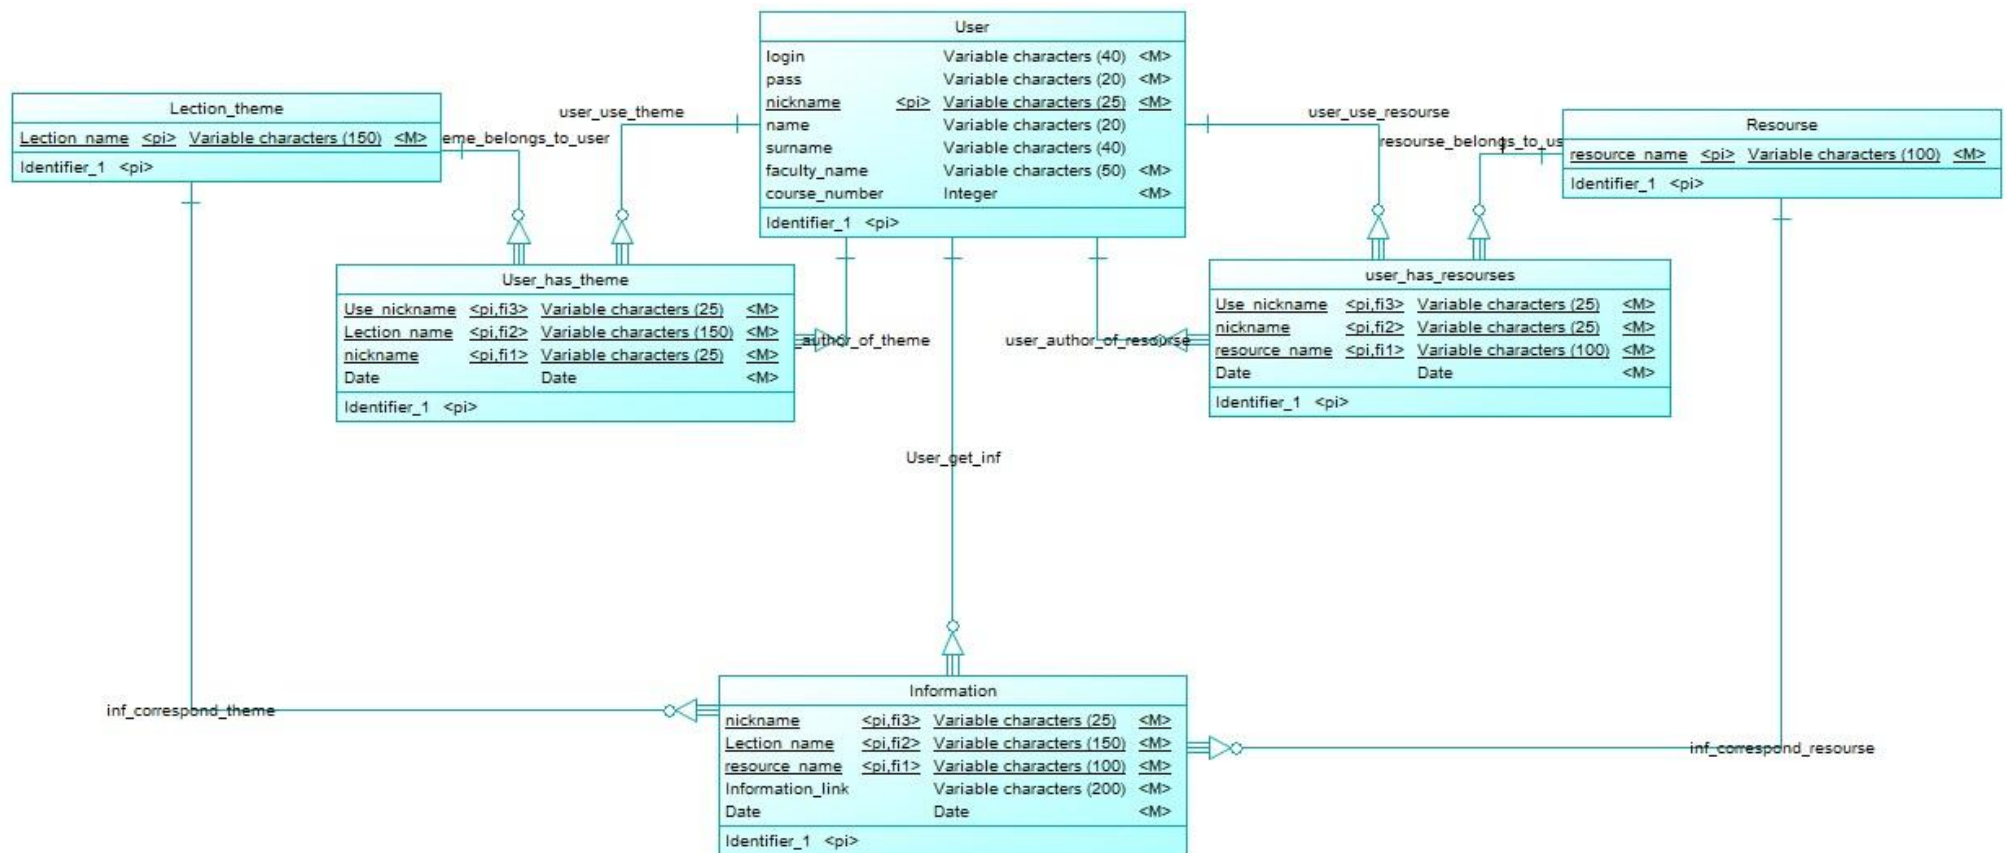 User
login Variable characters (40) <M>
pass Variable characters (20) <M>
nickname <pi> Variable characters (25) <M>
name Variable characters (20)
surname Variable characters (40)
faculty_name Variable characters (50) <M>
course_number Integer <M>
Identifier_1 <pi>
Lection_theme
Lection_name <pi> Variable characters (150) <M>
Identifier_1 <pi>
eme_belongs_to_user
user_use_theme
user_use_resourse
resourse_belongs_to_us
Resourse
resource_name <pi> Variable characters (100) <M>
Identifier_1 <pi>
User_has_theme
Use_nickname <pi,fi3> Variable characters (25) <M>
Lection_name <pi,fi2> Variable characters (150) <M>
nickname <pi,fi1> Variable characters (25) <M>
Date Date <M>
Identifier_1 <pi>
_author_of_theme
user_author_of_resourse
user_has_resourses
Use_nickname <pi,fi3> Variable characters (25) <M>
nickname <pi,fi2> Variable characters (25) <M>
resource_name <pi,fi1> Variable characters (100) <M>
Date Date <M>
Identifier_1 <pi>
User_get_inf
inf_correspond_theme
Information
nickname <pi,fi3> Variable characters (25) <M>
Lection_name <pi,fi2> Variable characters (150) <M>
resource_name <pi,fi1> Variable characters (100) <M>
Information_link Variable characters (200) <M>
Date Date <M>
Identifier_1 <pi>
inf_correspond_resourse